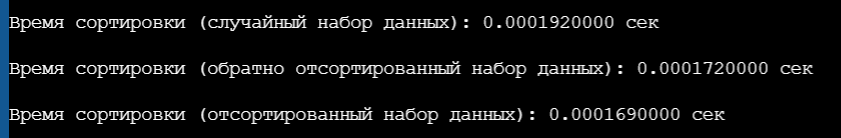 Время сортировки (случайный набор данных): 0.0001920000 сек
Время сортировки (обратно отсортированный набор данных): 0.0001720000 сек
Время сортировки (отсортированный набор данных): 0.0001690000 сек